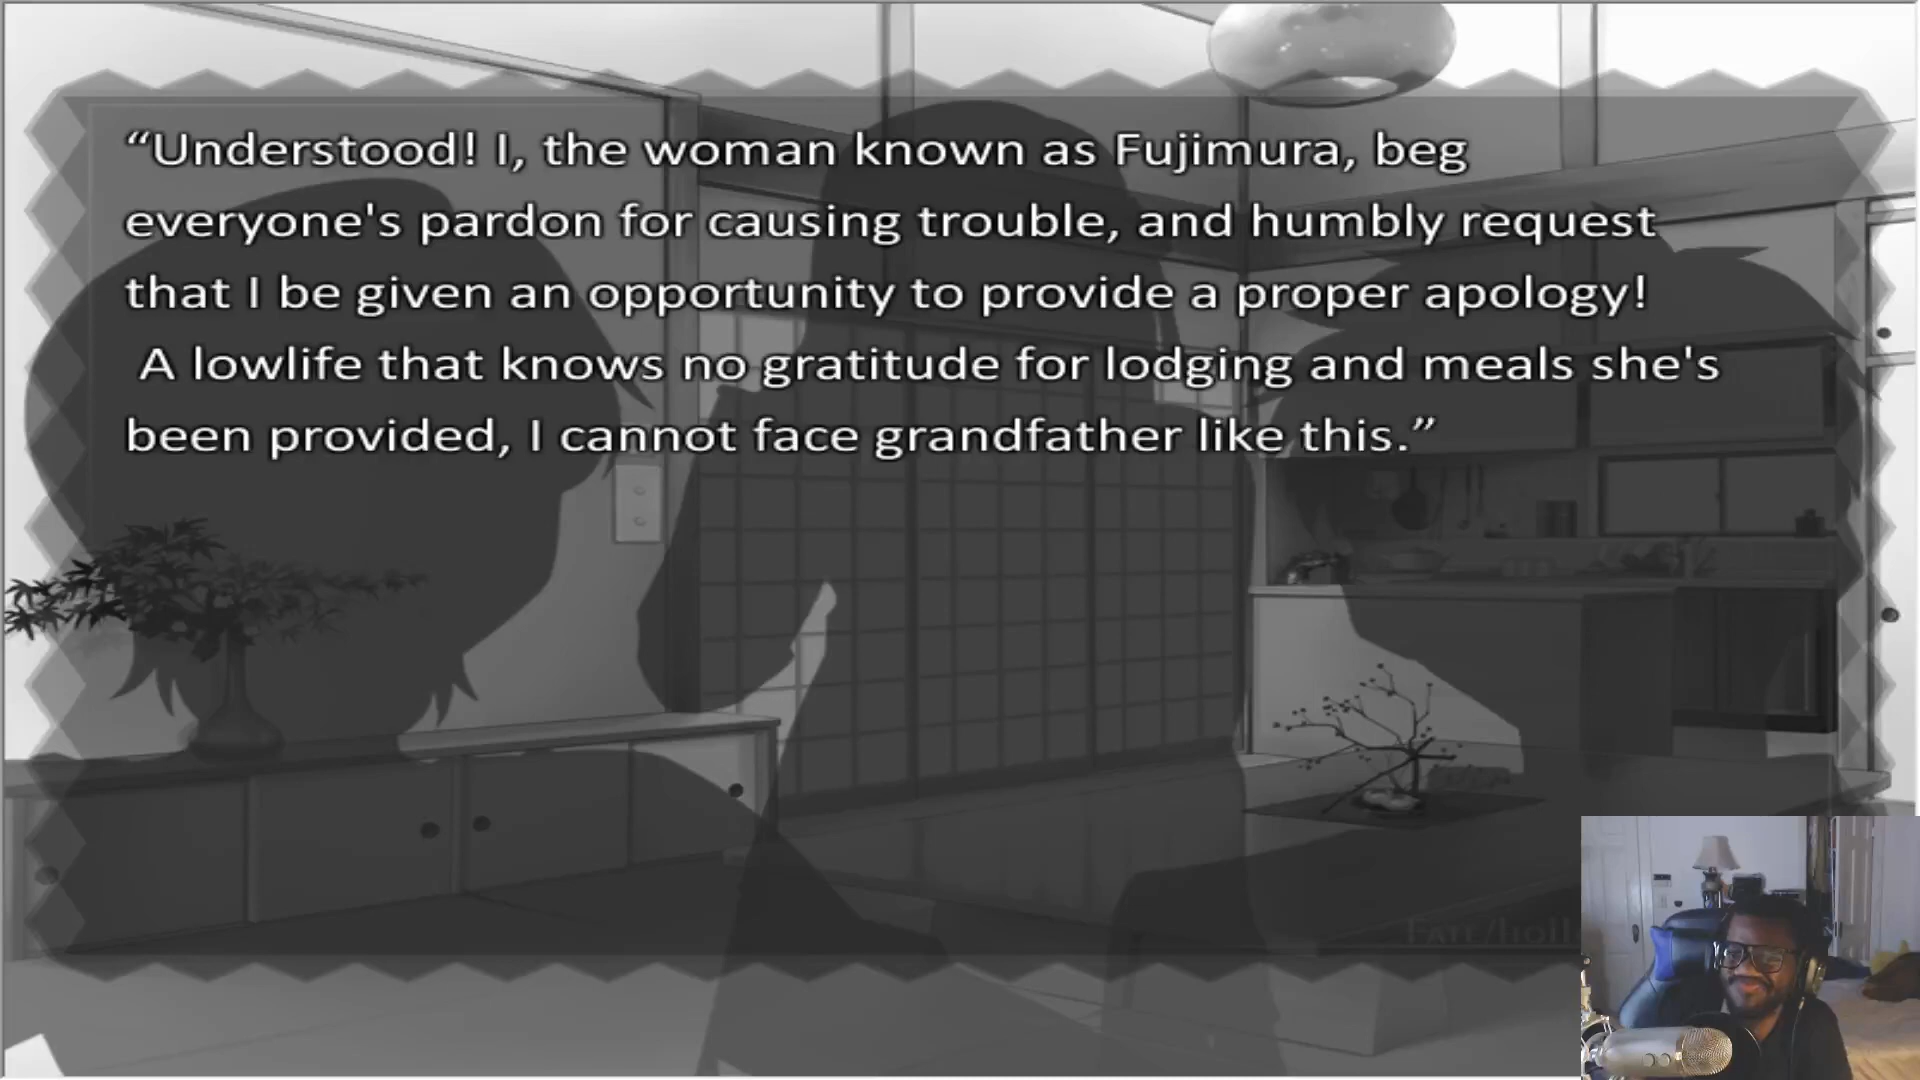 “Understood! I, the woman known as Fujimura, beg
everyone's pardon for causing trouble, and humbly request
that I be given an opportunity to provide a proper apology!
A lowlife that knows no gratitude for lodging and meals she's
been provided, I cannot face grandfather like this.”